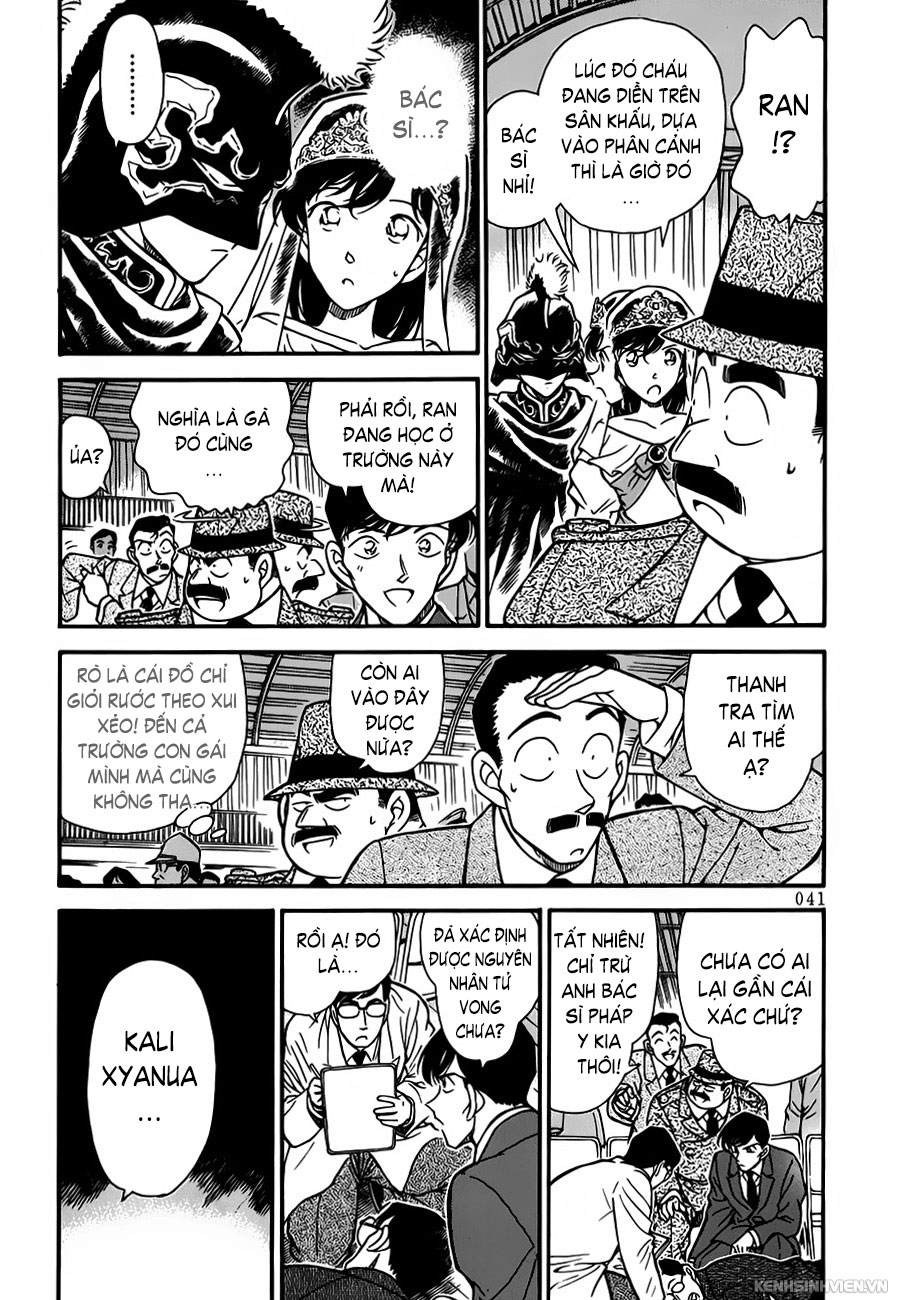 RAN
!?
LÚC ĐÓ CHÁU
ĐANG DIỄN TRÊN
SÂN KHẤU, DỰA
VÀO PHÂN CẢNH
THÌ LÀ GIỜ ĐÓ
...
BÁC
SĨ
NHỈ!
BÁC
SĨ...?
.........
PHẢI RỒI, RAN
ĐANG HỌC Ở
TRƯỜNG NÀY
MÀ!
NGHĨA LÀ GÃ
ĐÓ CŨNG
...
ỦA?
THANH
TRA TÌM
AI THẾ
Ạ?
CÒN AI
VÀO ĐÂY
ĐƯỢC
NỮA?
RÕ LÀ CÁI ĐỒ CHỈ
GIỎI RƯỚC THEO XUI
XẺO! ĐẾN CẢ
TRƯỜNG CON GÁI
MÌNH MÀ CŨNG
KHÔNG THA...
041
CHƯA CÓ AI
LẠI GẦN CÁI
XÁC CHỨ?
TẤT NHIÊN!
CHỈ TRỪ
ANH BÁC
SĨ PHÁP
Y KIA
THÔI!
ĐÃ XÁC ĐỊNH
ĐƯỢC NGUYÊN
NHÂN TỬ
VONG
CHƯA?
RỒI Ạ! ĐÓ
LÀ...
KALI
XYANUA
...
KENHSINHVIEN.VN